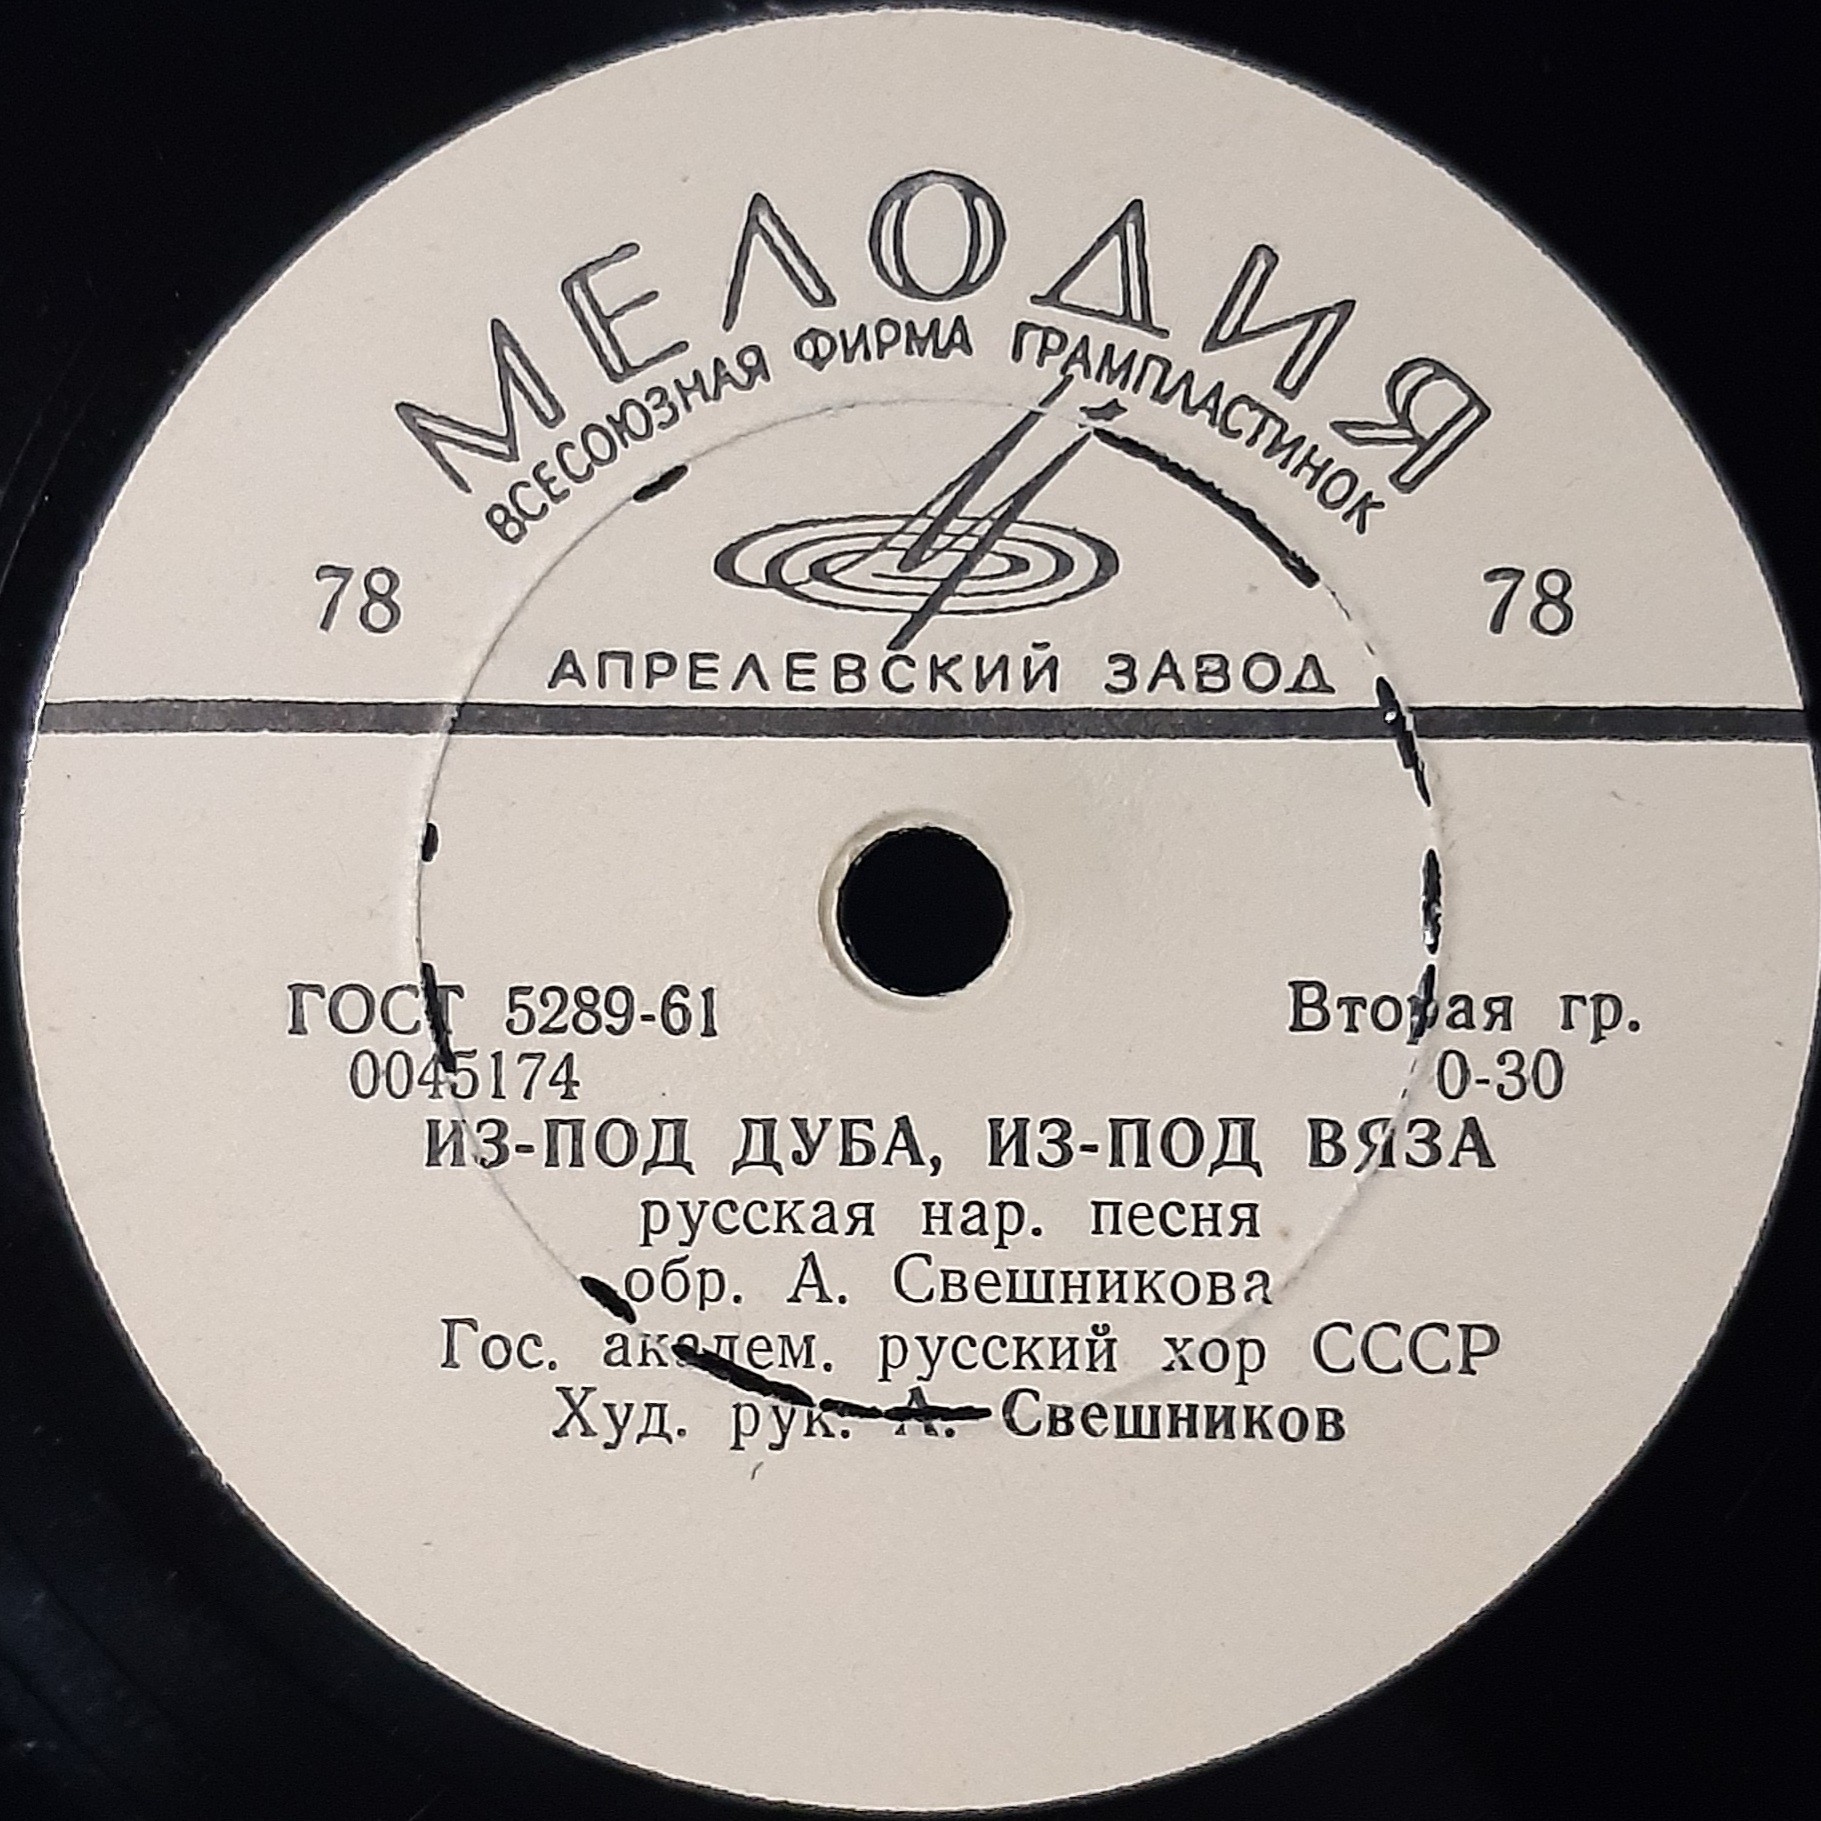 МЕЛОДИЯ
ВСЕСОЮЗНАЯ ФИРМА ГРАМПЛАСТИНОК
78 78
АПРЕЛЕВСКИЙ ЗАВОД
ГОСТ 5289-61 Вторая гр.
0045174 0-30
ИЗ-ПОД ДУБА, ИЗ-ПОД ВЯЗА
русская нар. песня
обр. А. Свешникова
Гос. академ. русский хор СССР
Худ. рук. А. Свешников